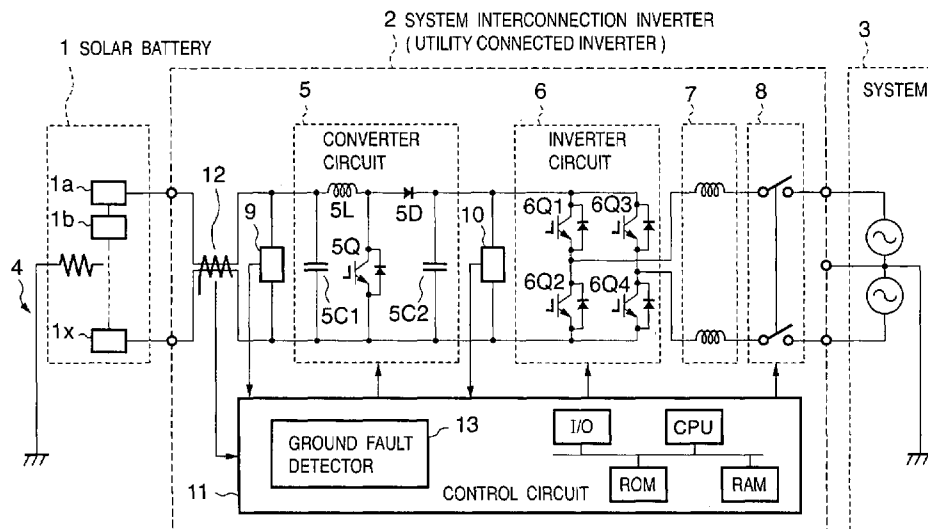 2 SYSTEM INTERCONNECTION INVERTER
( UTILITY CONNECTED INVERTER )
1 SOLAR BATTERY
3
SYSTEM
5
CONVERTER
CIRCUIT
6
INVERTER
CIRCUIT
7
8
1a
1b
1x
4
12
9
5L
5D
5Q
5C1
5C2
10
6Q1
6Q3
6Q2
6Q4
GROUND FAULT
DETECTOR
13
I/O
CPU
ROM
RAM
11
CONTROL CIRCUIT